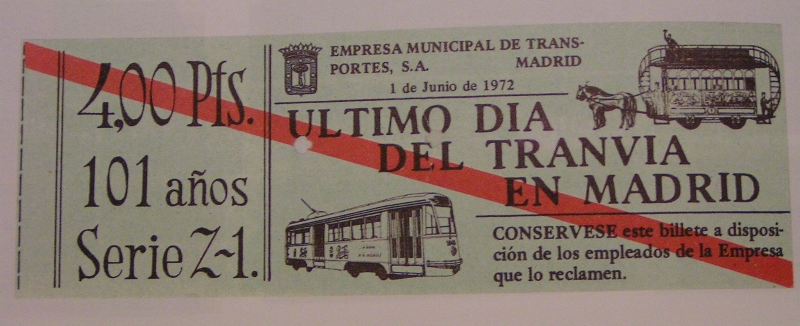 4,00 Pts.
101 años
Serie Z-1.
EMPRESA MUNICIPAL DE TRANS-
PORTES, S.A. MADRID
1 de Junio de 1972
ULTIMO DIA
DEL TRANVIA
EN MADRID
CONSERVESE este billete a disposi-
ción de los empleados de la Empresa
que lo reclamen.